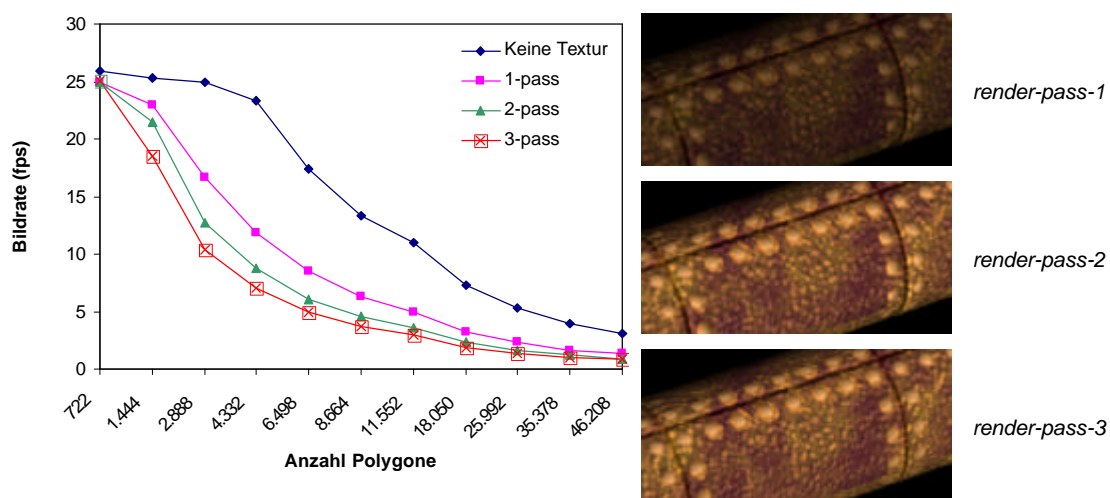 30
25
20
15
10
5
0
Bildrate (fps)
Keine Textur
1-pass
2-pass
3-pass
722
1.444
2.888
4.332
6.498
8.664
11.552
18.050
25.992
35.378
46.208
Anzahl Polygone
render-pass-1
render-pass-2
render-pass-3